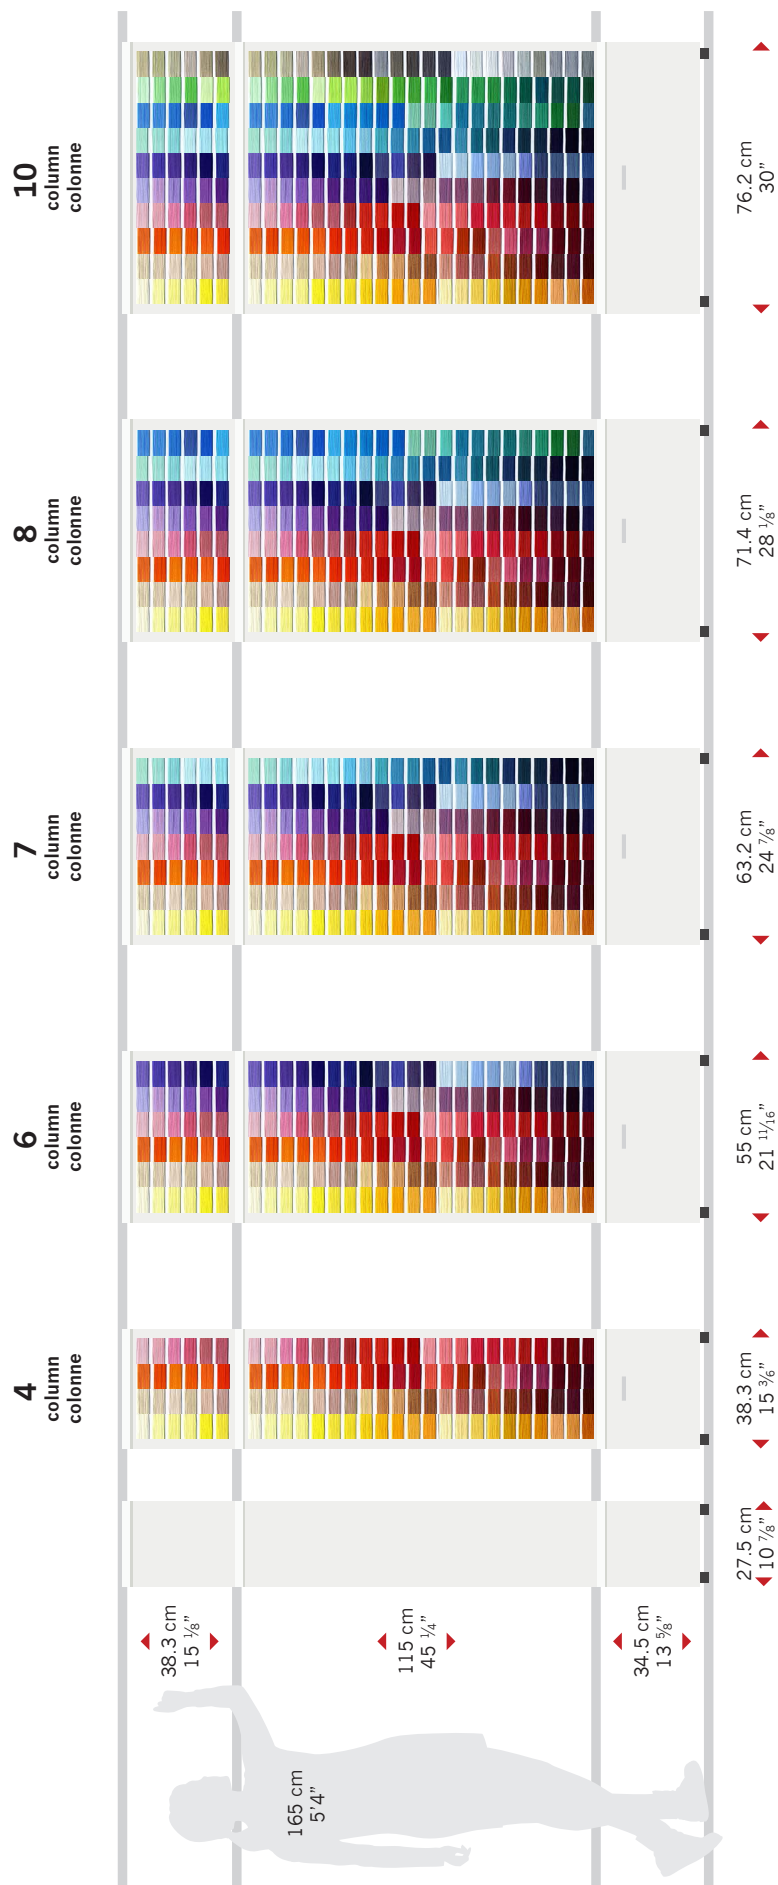 4
column
colonne
6
column
colonne
7
column
colonne
8
column
colonne
10
column
colonne
38.3 cm
15 ⅛”
115 cm
45 ¼”
34.5 cm
13 ⅝”
165 cm
5’4”
27.5 cm
10 ⅞”
38.3 cm
15 ³⁄₆”
55 cm
21 ¹¹⁄₁₆”
63.2 cm
24 ⅞”
71.4 cm
28 ⅛”
76.2 cm
30”